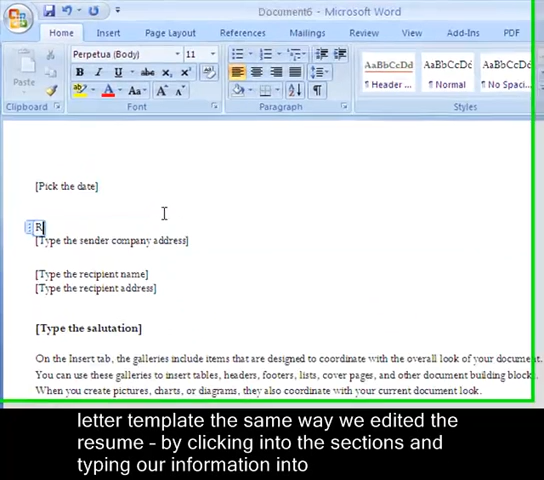 Document6 - Microsoft Word
Home Insert Page Layout References Mailings Review View Add-Ins PDF
Paste Perpetua (Body) 11 AaBbCcDd AaBbCcDd AaBbCcDd
B I U abc x₂ x² Aa ¶ Header ... ¶ Normal ¶ No Spaci...
Clipboard Font Paragraph Styles
[Pick the date]
R
[Type the sender company address]
[Type the recipient name]
[Type the recipient address]
[Type the salutation]
On the Insert tab, the galleries include items that are designed to coordinate with the overall look of your document.
You can use these galleries to insert tables, headers, footers, lists, cover pages, and other document building blocks.
When you create pictures, charts, or diagrams, they also coordinate with your current document look.
letter template the same way we edited the
resume - by clicking into the sections and
typing our information into